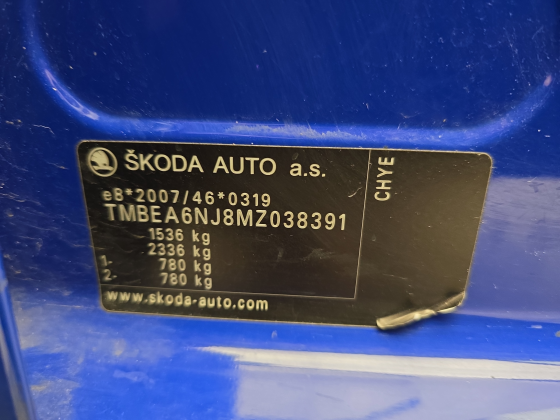 ŠKODA AUTO a.s.
e8*2007/46*0319
TMBEA6NJ8MZ038391
1536 kg
2336 kg
1- 780 kg
2- 780 kg
www.skoda-auto.com
CHYE